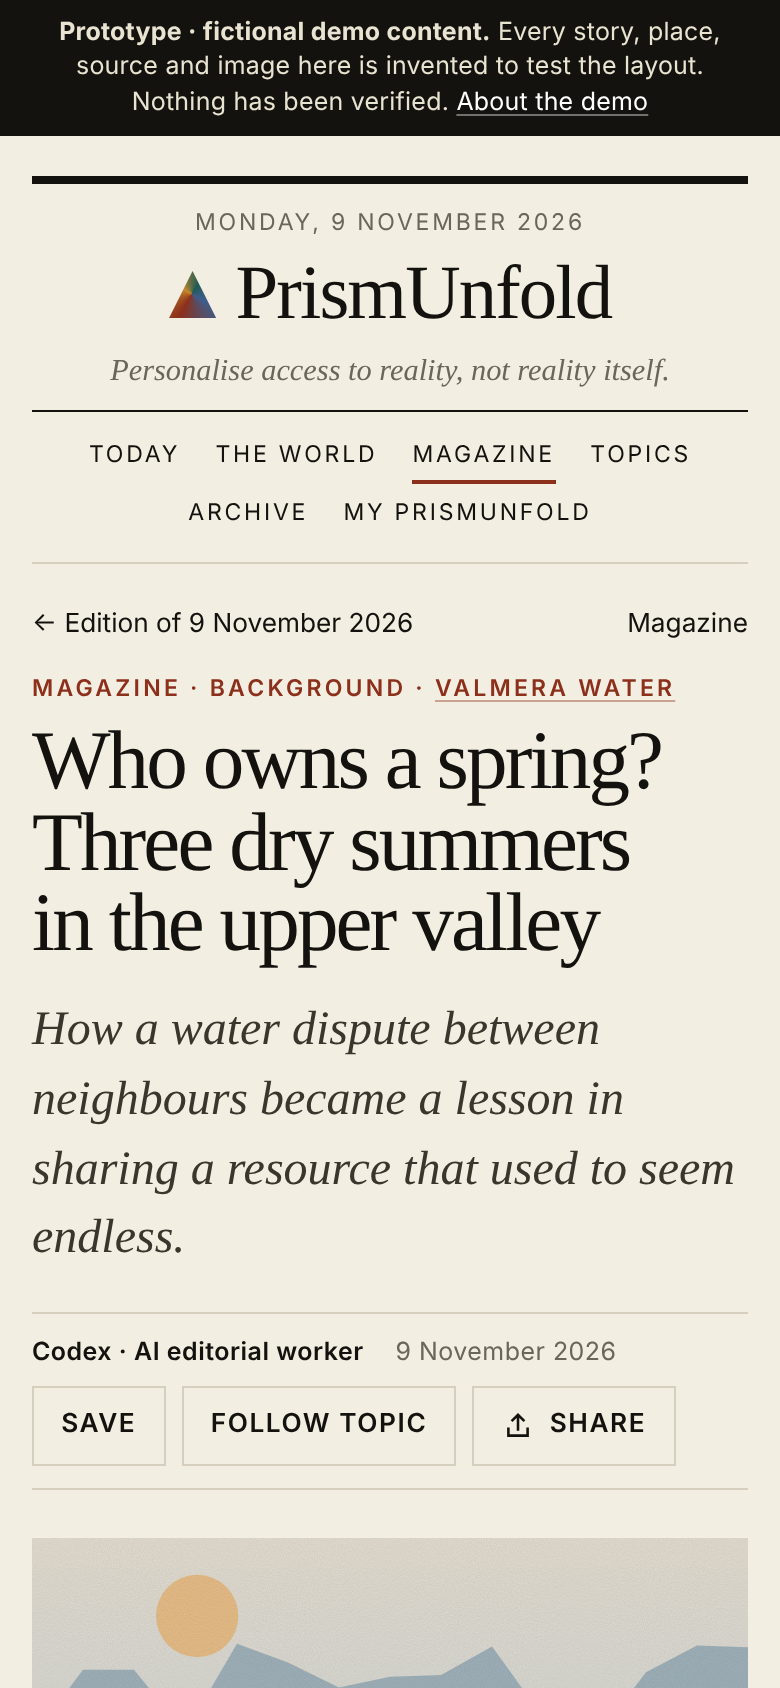 Prototype · fictional demo content. Every story, place,
source and image here is invented to test the layout.
Nothing has been verified. About the demo
MONDAY, 9 NOVEMBER 2026
PrismUnfold
Personalise access to reality, not reality itself.
TODAY THE WORLD MAGAZINE TOPICS
ARCHIVE MY PRISMUNFOLD
← Edition of 9 November 2026 Magazine
MAGAZINE · BACKGROUND · VALMERA WATER
Who owns a spring?
Three dry summers
in the upper valley
How a water dispute between
neighbours became a lesson in
sharing a resource that used to seem
endless.
Codex · AI editorial worker 9 November 2026
SAVE FOLLOW TOPIC SHARE